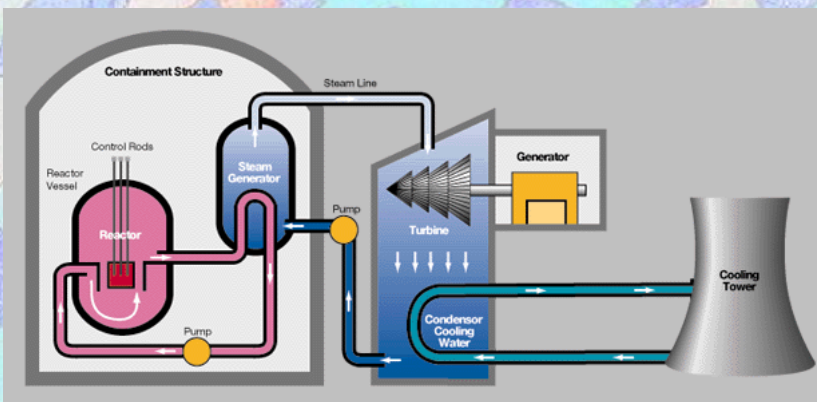 Containment Structure
Steam Line
Control Rods
Reactor
Vessel
Steam
Generator
Generator
Pump
Reactor
Turbine
Cooling
Tower
Condensor
Cooling
Water
Pump